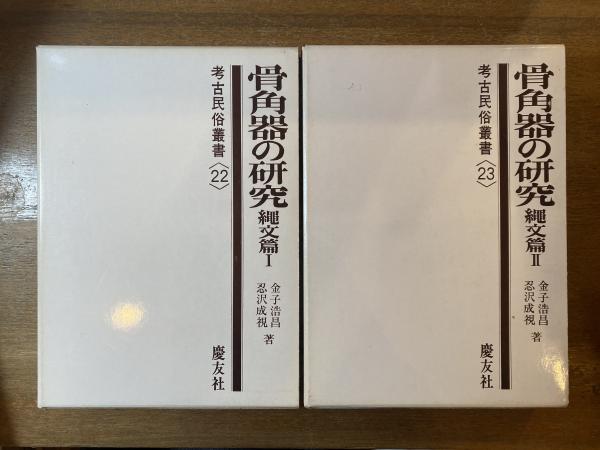 骨角器の研究 縄文篇Ⅰ
考古民俗叢書〈22〉
金子浩昌
忍沢成視
著
慶友社
骨角器の研究 縄文篇Ⅱ
考古民俗叢書〈23〉
金子浩昌
忍沢成視
著
慶友社